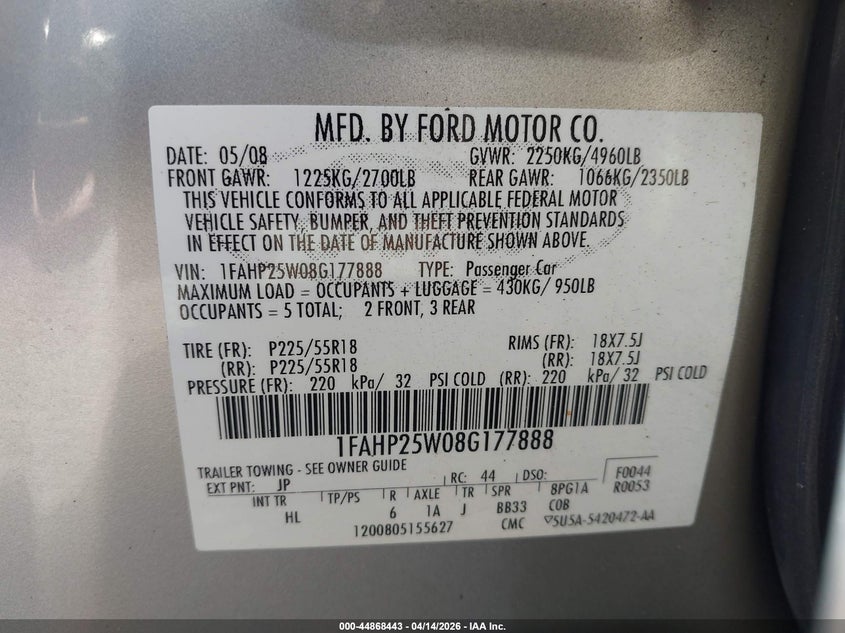 MFD. BY FORD MOTOR CO.
DATE: 05/08 GVWR: 2250KG/4960LB
FRONT GAWR: 1225KG/2700LB REAR GAWR: 1066KG/2350LB
THIS VEHICLE CONFORMS TO ALL APPLICABLE FEDERAL MOTOR
VEHICLE SAFETY, BUMPER, AND THEFT PREVENTION STANDARDS
IN EFFECT ON THE DATE OF MANUFACTURE SHOWN ABOVE.
VIN: 1FAHP25W08G177888 TYPE: Passenger Car
MAXIMUM LOAD = OCCUPANTS + LUGGAGE = 430KG/ 950LB
OCCUPANTS = 5 TOTAL; 2 FRONT, 3 REAR
TIRE (FR): P225/55R18 RIMS (FR): 18X7.5J
(RR): P225/55R18 (RR): 18X7.5J
PRESSURE (FR): 220 kPa/ 32 PSI COLD (RR): 220 kPa/ 32 PSI COLD
1FAHP25W08G177888
TRAILER TOWING - SEE OWNER GUIDE
EXT PNT: JP RC: 44 DSO: F0044
R0053
INT TR TP/PS R AXLE TR SPR 8PG1A
HL 6 1A J BB33 COB
1200805155627 CMC 5U5A-5420472-AA
000-44868443 | 04/14/2026 - IAA Inc.